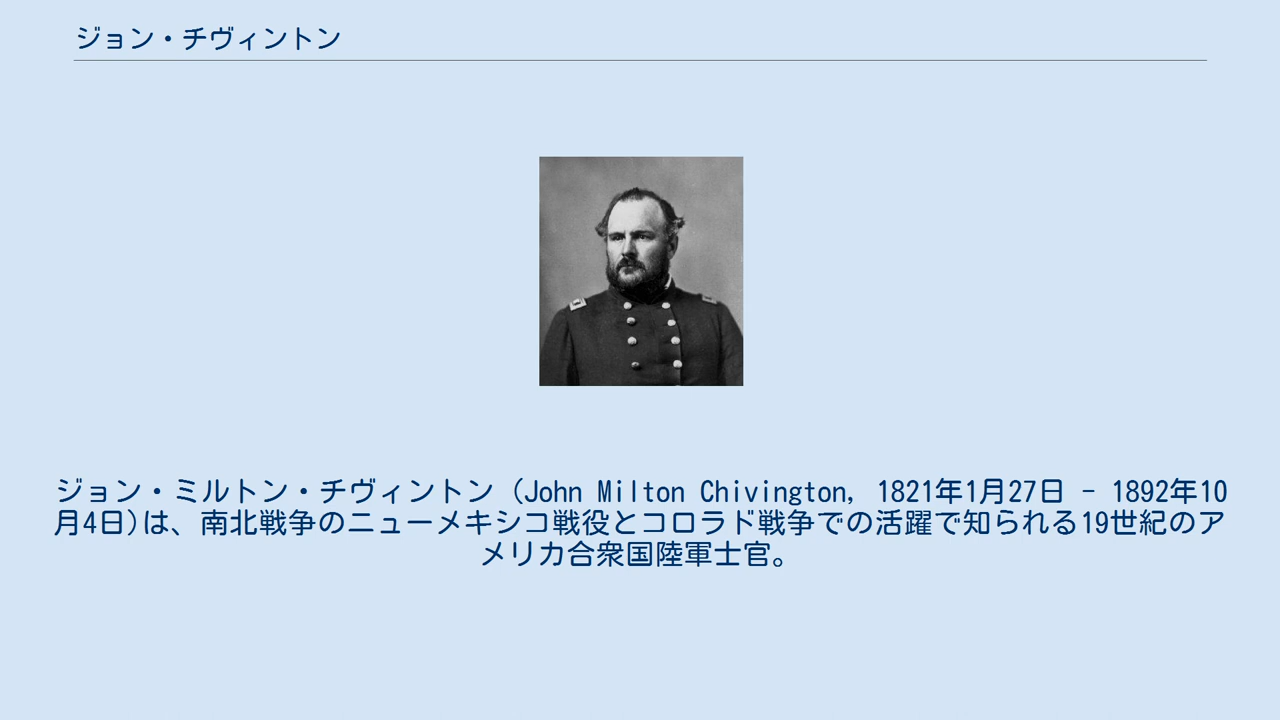 ジョン・チヴィントン
ジョン・ミルトン・チヴィントン（John Milton Chivington, 1821年1月27日 - 1892年10
月4日)は、南北戦争のニューメキシコ戦役とコロラド戦争での活躍で知られる19世紀のア
メリカ合衆国陸軍士官。